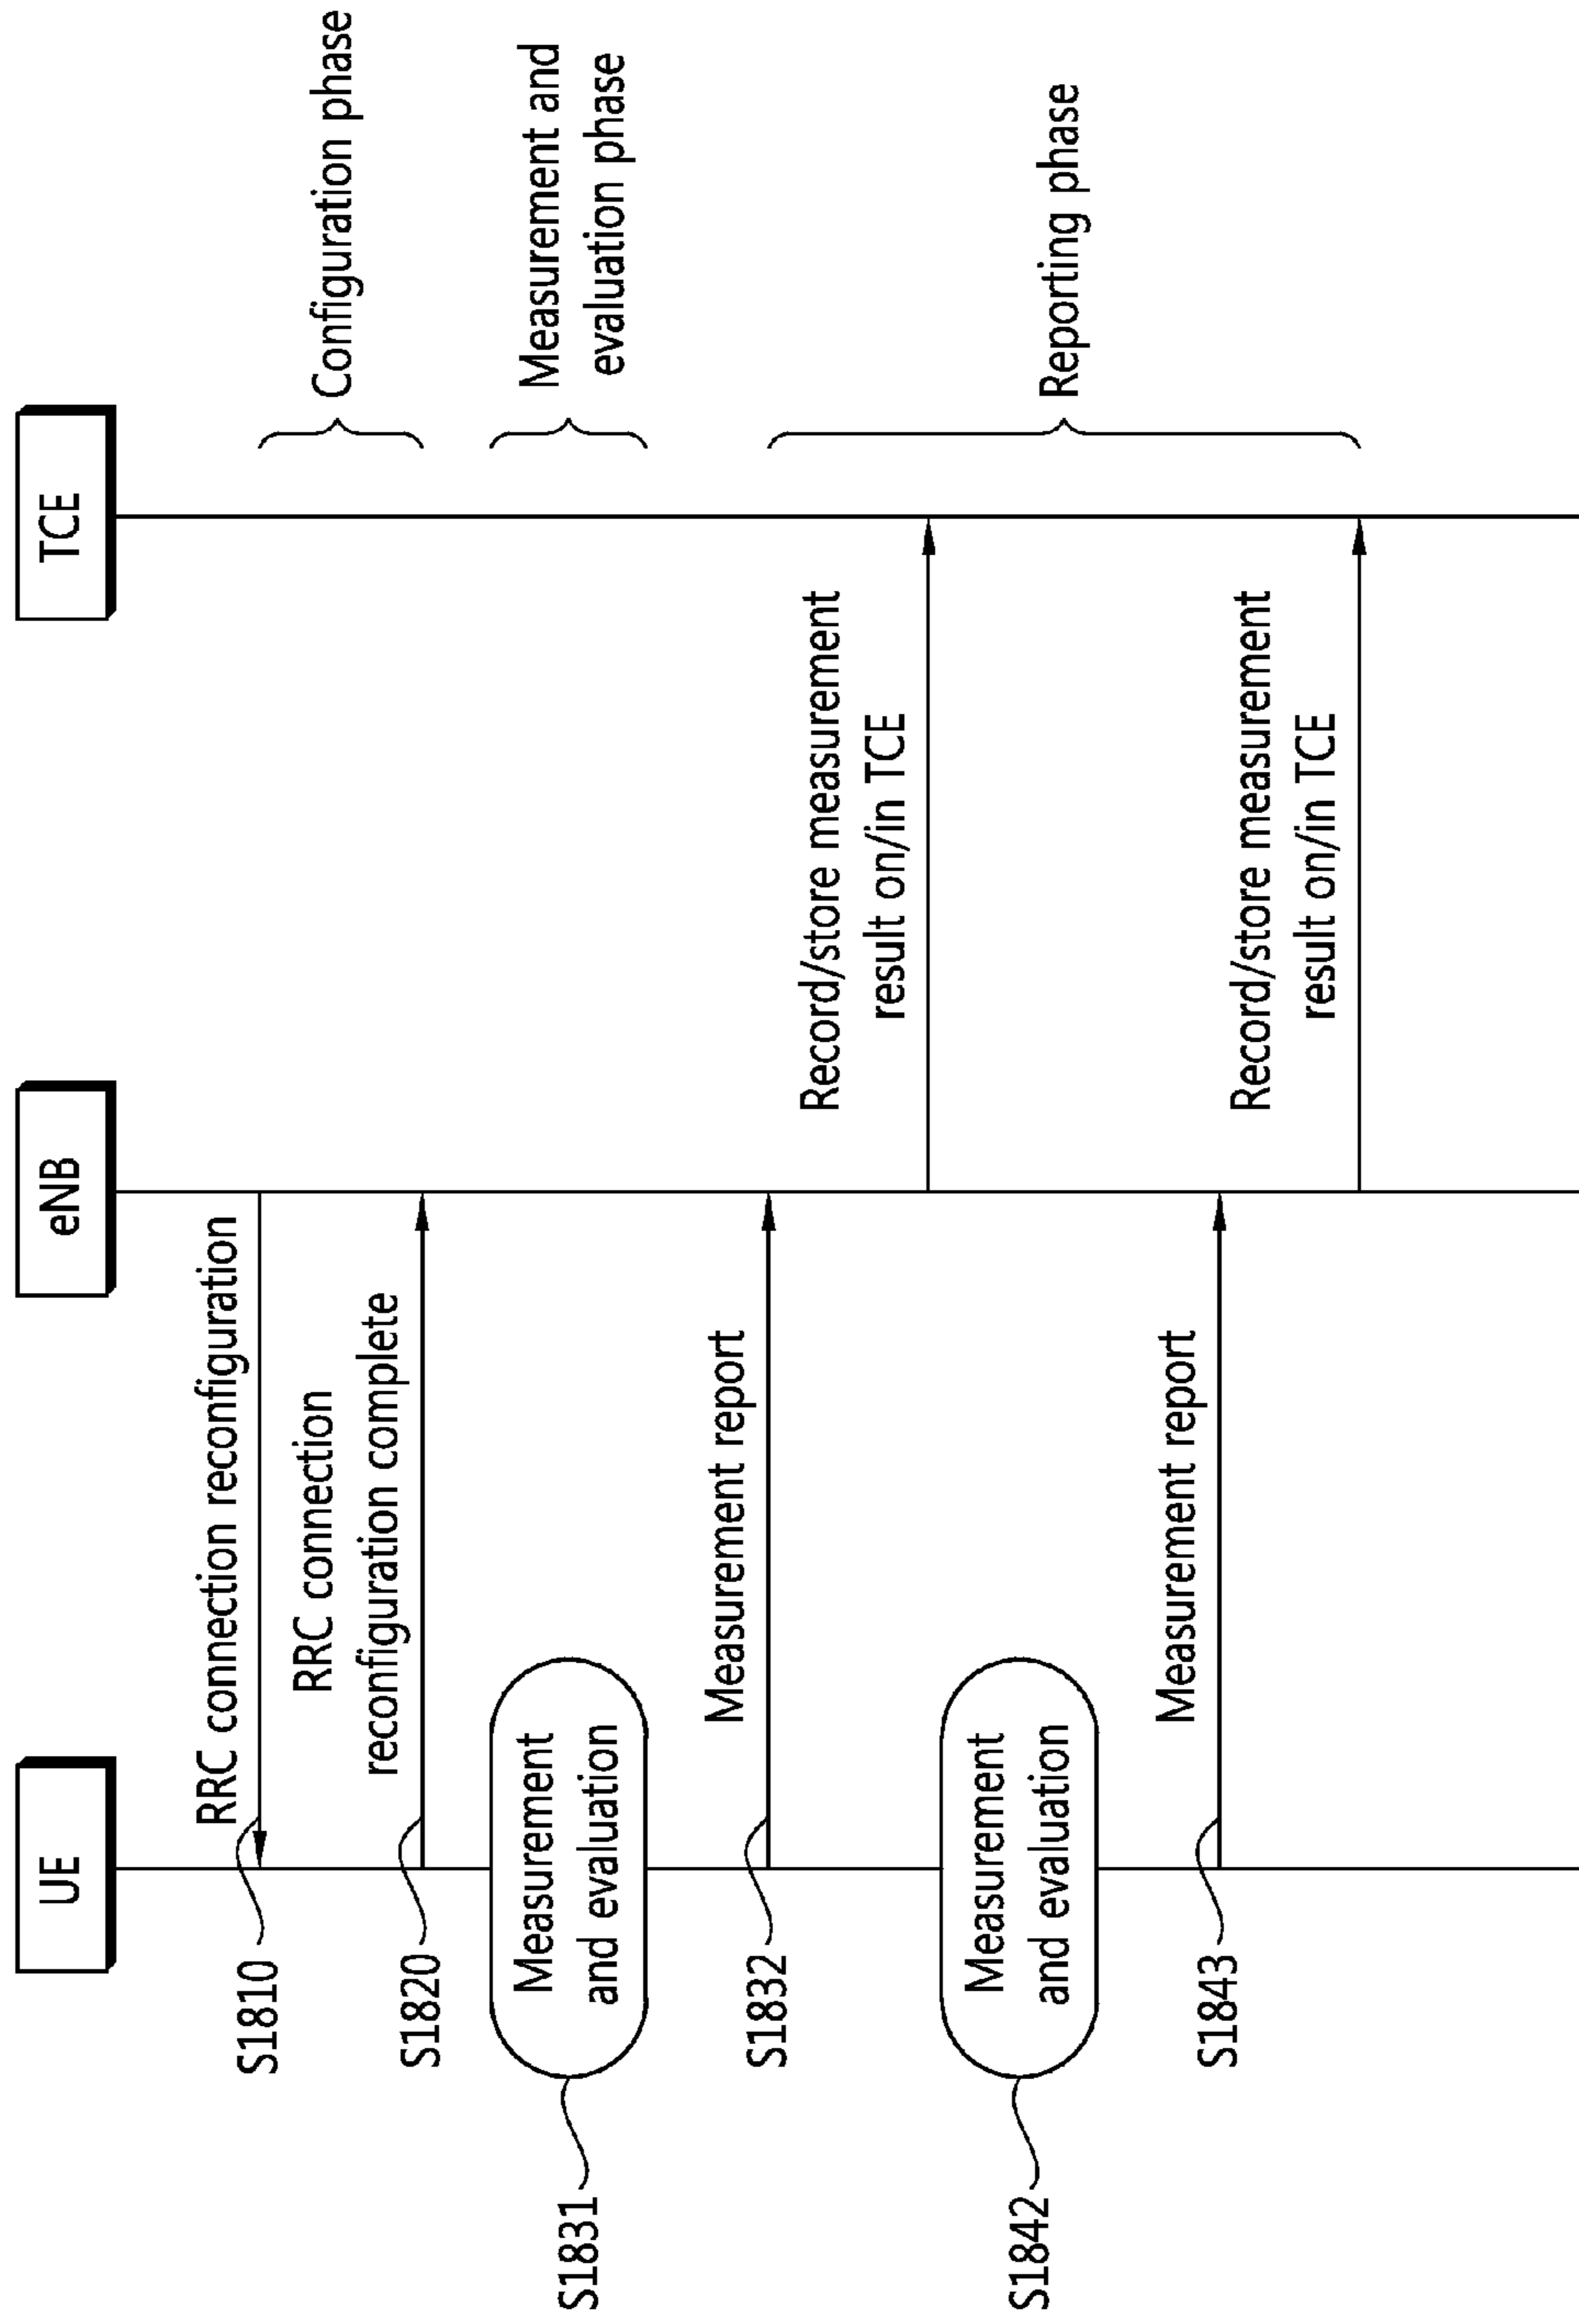 UE
eNB
TCE
S1810
RRC connection reconfiguration
Configuration phase
S1820
RRC connection
reconfiguration complete
S1831
Measurement
and evaluation
Measurement and
evaluation phase
S1832
Measurement report
Record/store measurement
result on/in TCE
Reporting phase
S1842
Measurement
and evaluation
S1843
Measurement report
Record/store measurement
result on/in TCE